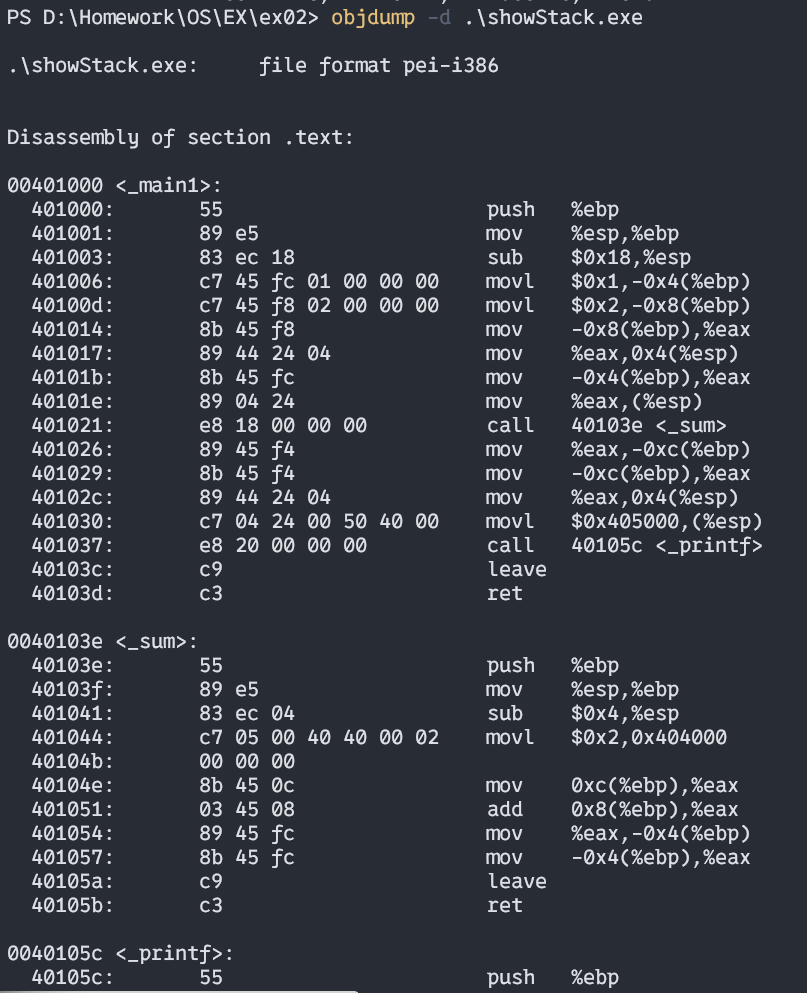 PS D:\Homework\OS\EX\ex02> objdump -d .\showStack.exe
.\showStack.exe:     file format pei-i386
Disassembly of section .text:
00401000 <_main1>:
  401000:       55                      push   %ebp
  401001:       89 e5                   mov    %esp,%ebp
  401003:       83 ec 18                sub    $0x18,%esp
  401006:       c7 45 fc 01 00 00 00    movl   $0x1,-0x4(%ebp)
  40100d:       c7 45 f8 02 00 00 00    movl   $0x2,-0x8(%ebp)
  401014:       8b 45 f8                mov    -0x8(%ebp),%eax
  401017:       89 44 24 04             mov    %eax,0x4(%esp)
  40101b:       8b 45 fc                mov    -0x4(%ebp),%eax
  40101e:       89 04 24                mov    %eax,(%esp)
  401021:       e8 18 00 00 00          call   40103e <_sum>
  401026:       89 45 f4                mov    %eax,-0xc(%ebp)
  401029:       8b 45 f4                mov    -0xc(%ebp),%eax
  40102c:       89 44 24 04             mov    %eax,0x4(%esp)
  401030:       c7 04 24 00 50 40 00    movl   $0x405000,(%esp)
  401037:       e8 20 00 00 00          call   40105c <_printf>
  40103c:       c9                      leave
  40103d:       c3                      ret
0040103e <_sum>:
  40103e:       55                      push   %ebp
  40103f:       89 e5                   mov    %esp,%ebp
  401041:       83 ec 04                sub    $0x4,%esp
  401044:       c7 05 00 40 40 00 02    movl   $0x2,0x404000
  40104b:       00 00 00
  40104e:       8b 45 0c                mov    0xc(%ebp),%eax
  401051:       03 45 08                add    0x8(%ebp),%eax
  401054:       89 45 fc                mov    %eax,-0x4(%ebp)
  401057:       8b 45 fc                mov    -0x4(%ebp),%eax
  40105a:       c9                      leave
  40105b:       c3                      ret
0040105c <_printf>:
  40105c:       55                      push   %ebp